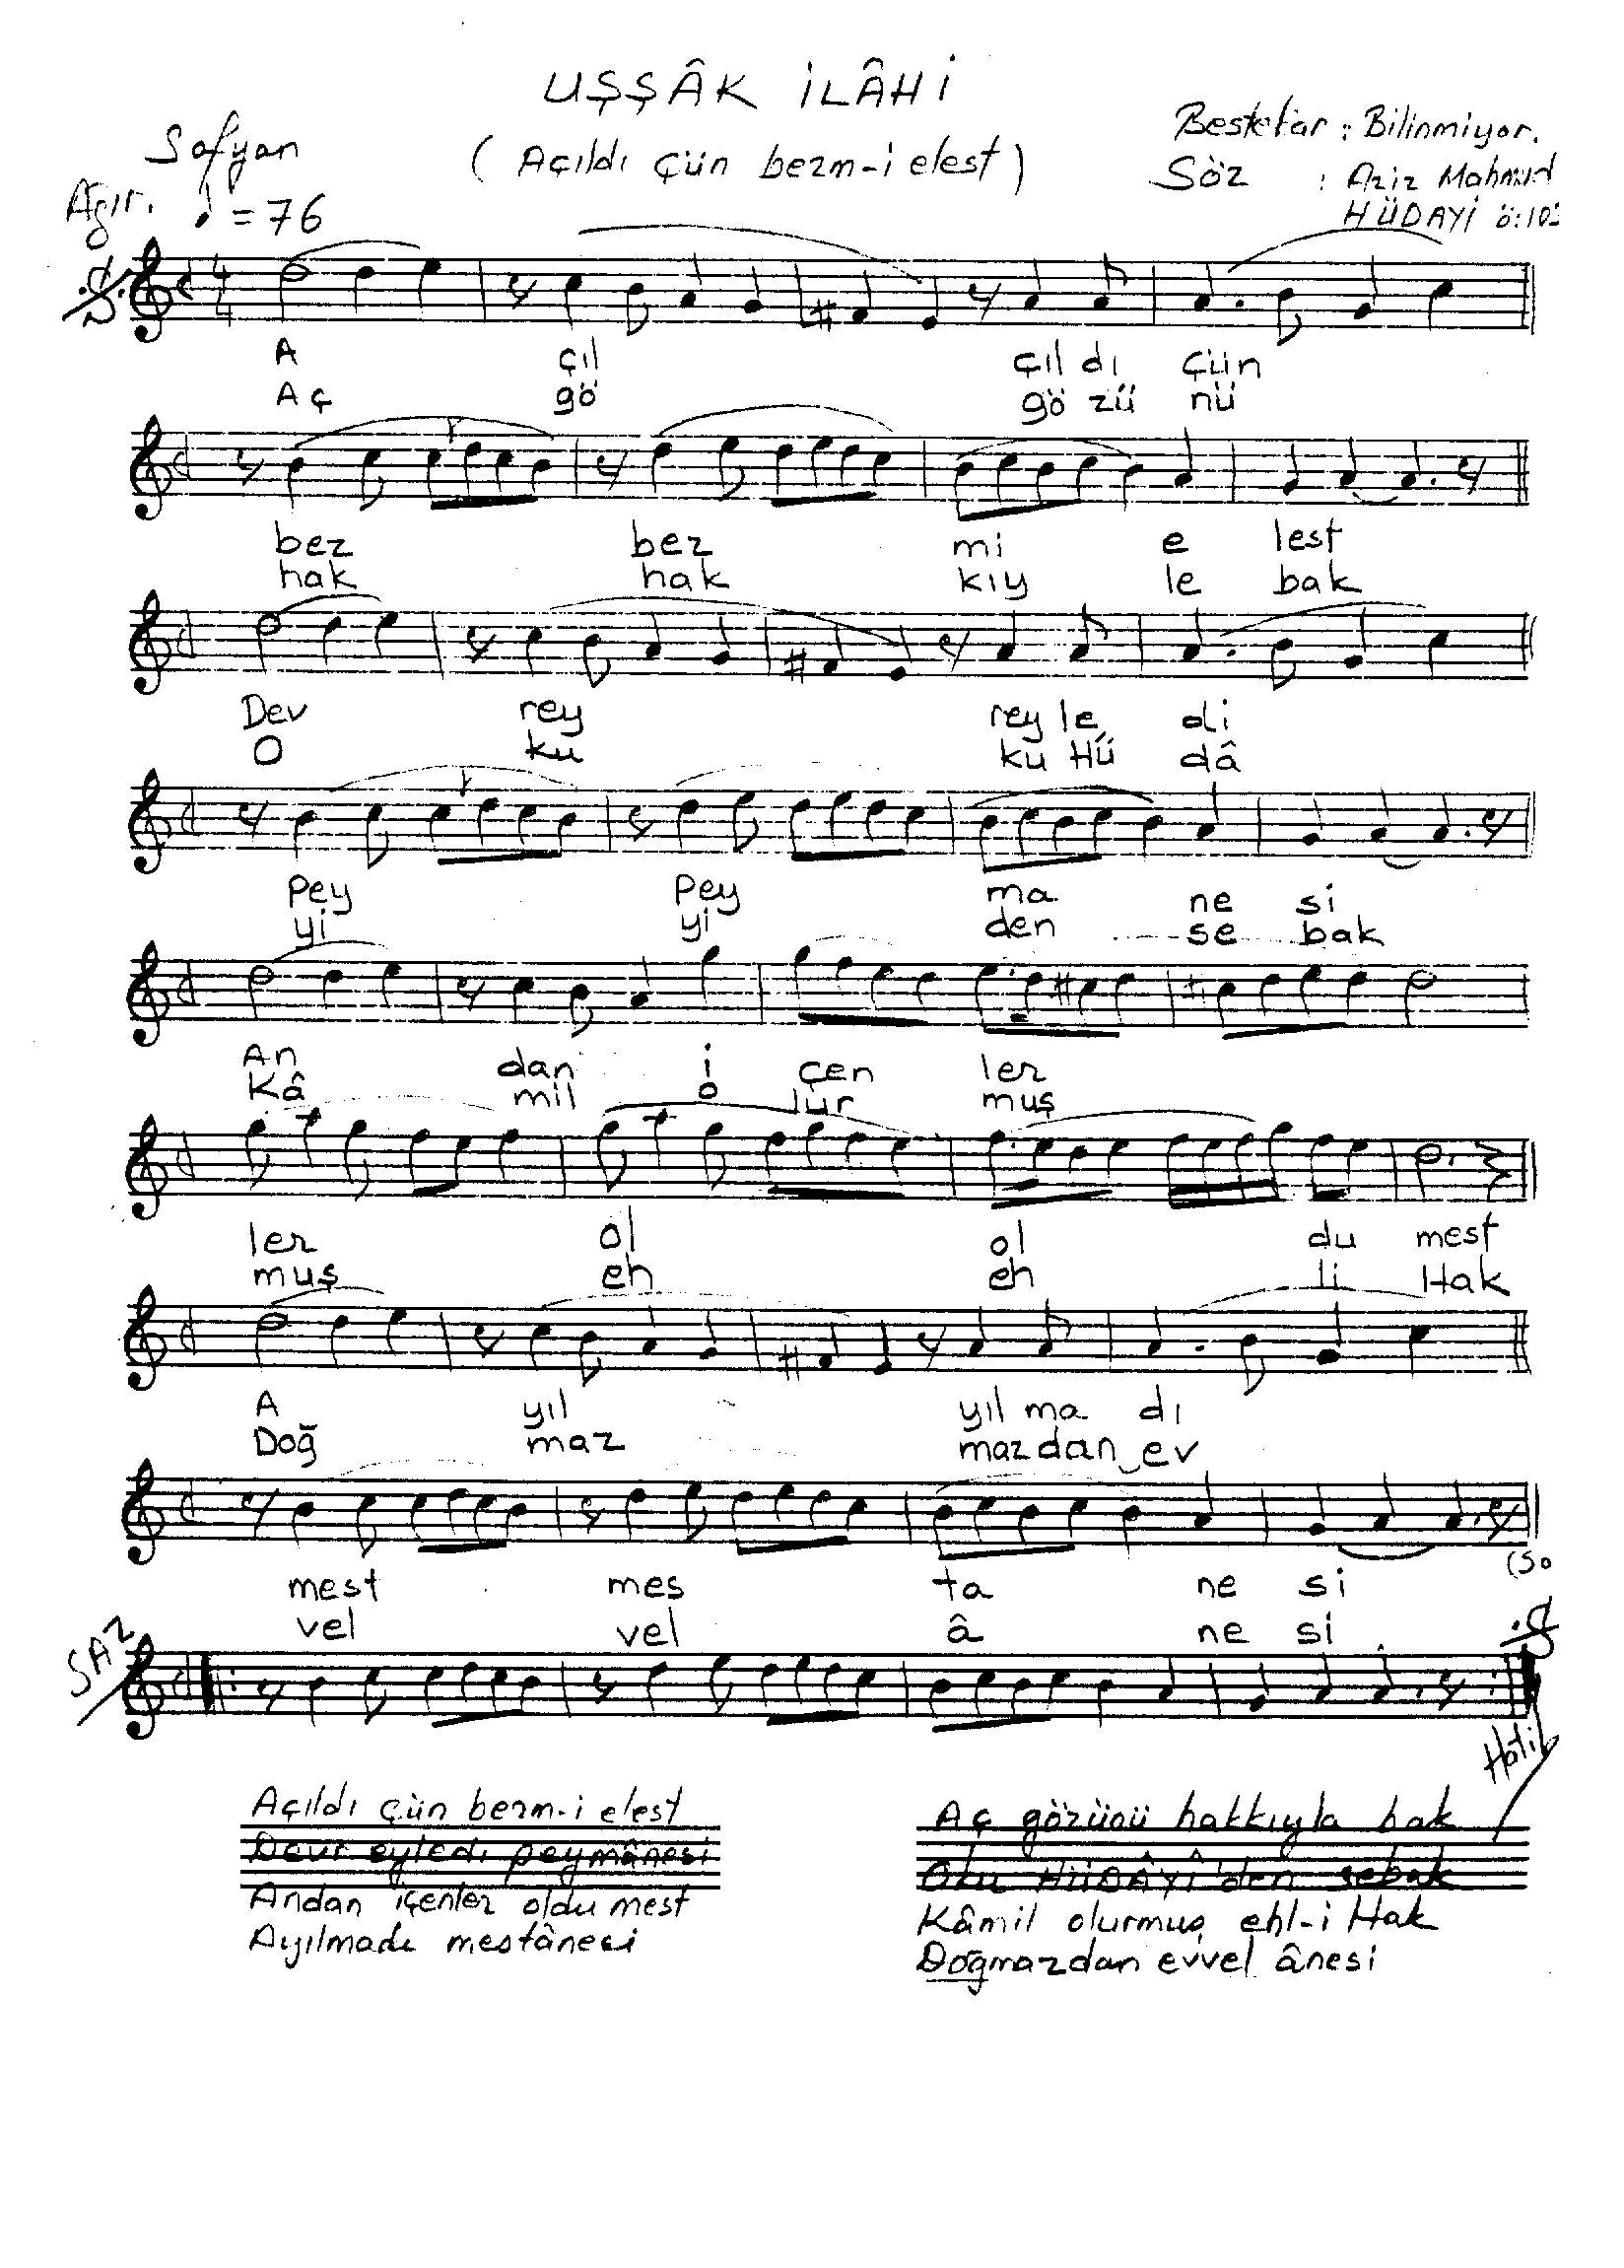 UŞŞÂK İLÂHİ
Sofyan
(Açıldı çün bezm-i elest)
Bestekâr : Bilinmiyor.
Söz : Aziz Mahmud
HÜDAYİ ö:103
Ağır. ♩ = 76
4
4
A çıl çıl dı çün
Aç gö gö zü nü
bez bez mi e lest
hak hak kıy le bak
Dev rey rey le di
O ku ku Hü dâ
Pey Pey ma ne si
yi yi den se bak
An dan i çen ler
Kâ mil o lur muş
ler ol ol du mest
muş eh eh li Hak
A yıl yıl ma dı
Doğ maz maz dan ev
mest mes ta ne si
vel vel â ne si
(So
SAZ
Açıldı çün bezm-i elest
Devr eyledi peymânesi
Andan içenler oldu mest
Ayılmadı mestânesi
Aç gözünü hakkıyla bak
Oku HÜDÂYÎ'den sebak
Kâmil olurmuş ehl-i Hak
Doğmazdan evvel ânesi